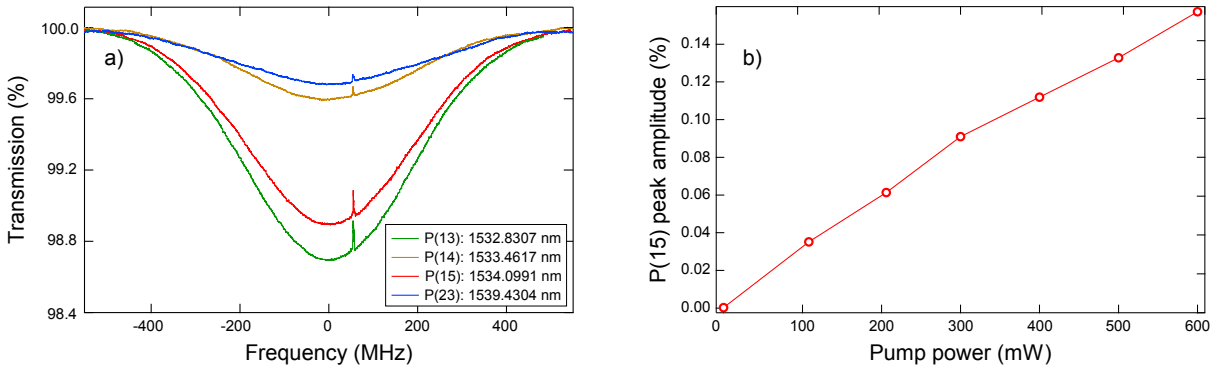 a)
Transmission (%)
100.0
99.6
99.2
98.8
98.4
-400
-200
0
200
400
Frequency (MHz)
P(13): 1532.8307 nm
P(14): 1533.4617 nm
P(15): 1534.0991 nm
P(23): 1539.4304 nm
b)
P(15) peak amplitude (%)
0.14
0.12
0.10
0.08
0.06
0.04
0.02
0.00
0
100
200
300
400
500
600
Pump power (mW)